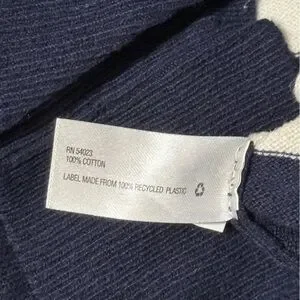 RN 54023
100% COTTON
LABEL MADE FROM 100% RECYCLED PLASTIC